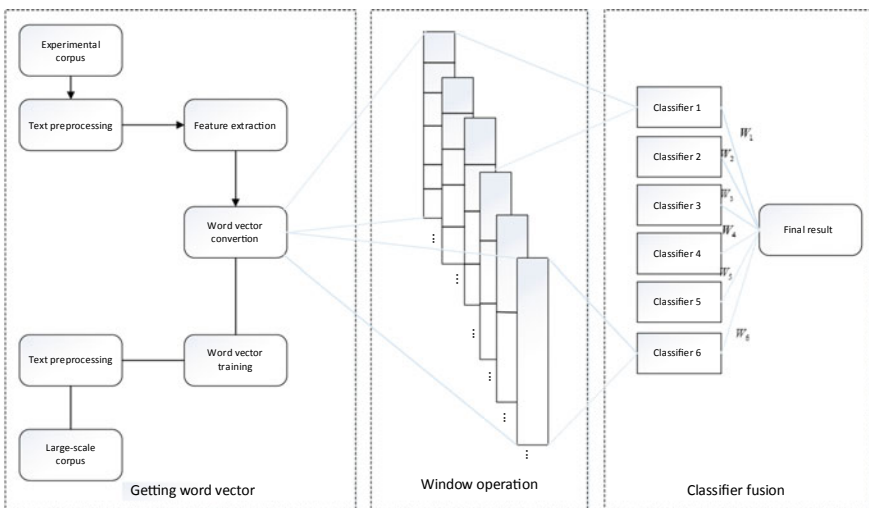 Experimental
corpus
Text preprocessing
Feature extraction
Word vector
convertion
Text preprocessing
Word vector
training
Large-scale
corpus
Getting word vector
⋮
⋮
⋮
⋮
⋮
⋮
Window operation
Classifier 1
Classifier 2
Classifier 3
Classifier 4
Classifier 5
Classifier 6
W₁
W₂
W₃
W₄
W₅
W₆
Final result
Classifier fusion